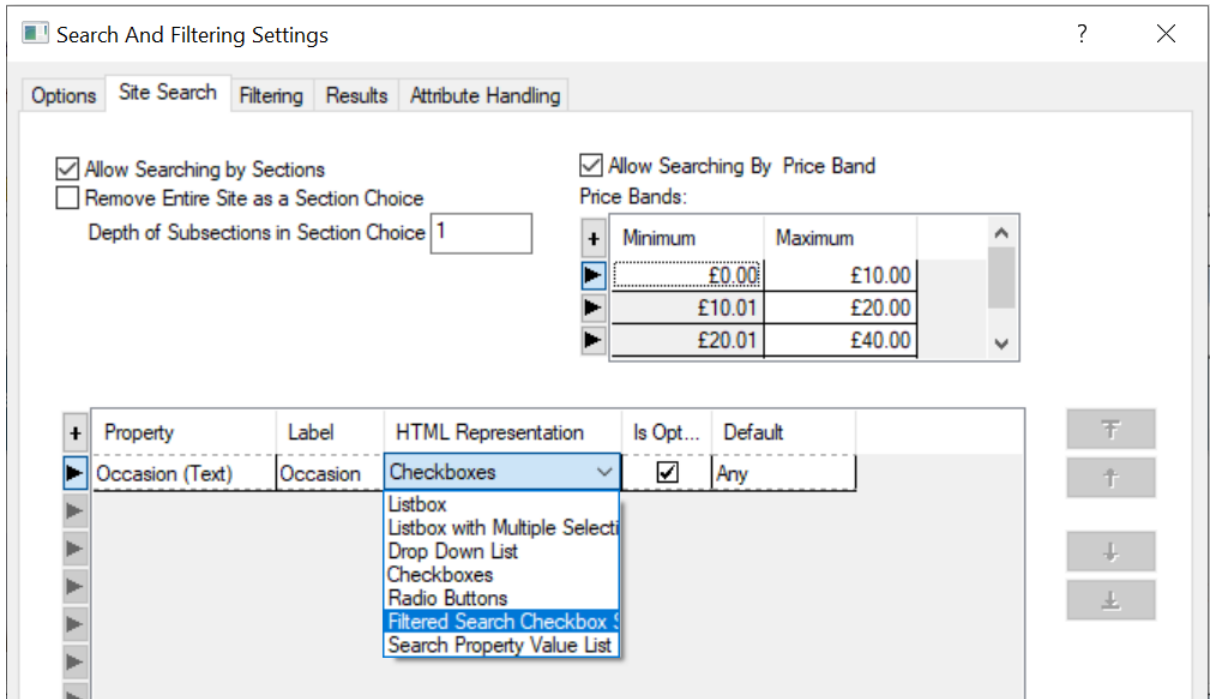 Search And Filtering Settings
?
Options Site Search Filtering Results Attribute Handling
Allow Searching by Sections
Remove Entire Site as a Section Choice
Depth of Subsections in Section Choice 1
Allow Searching By Price Band
Price Bands:
+ Minimum Maximum
£0.00 £10.00
£10.01 £20.00
£20.01 £40.00
+ Property Label HTML Representation Is Opt... Default
Occasion (Text) Occasion Checkboxes Any
Listbox
Listbox with Multiple Selecti
Drop Down List
Checkboxes
Radio Buttons
Filtered Search Checkbox S
Search Property Value List